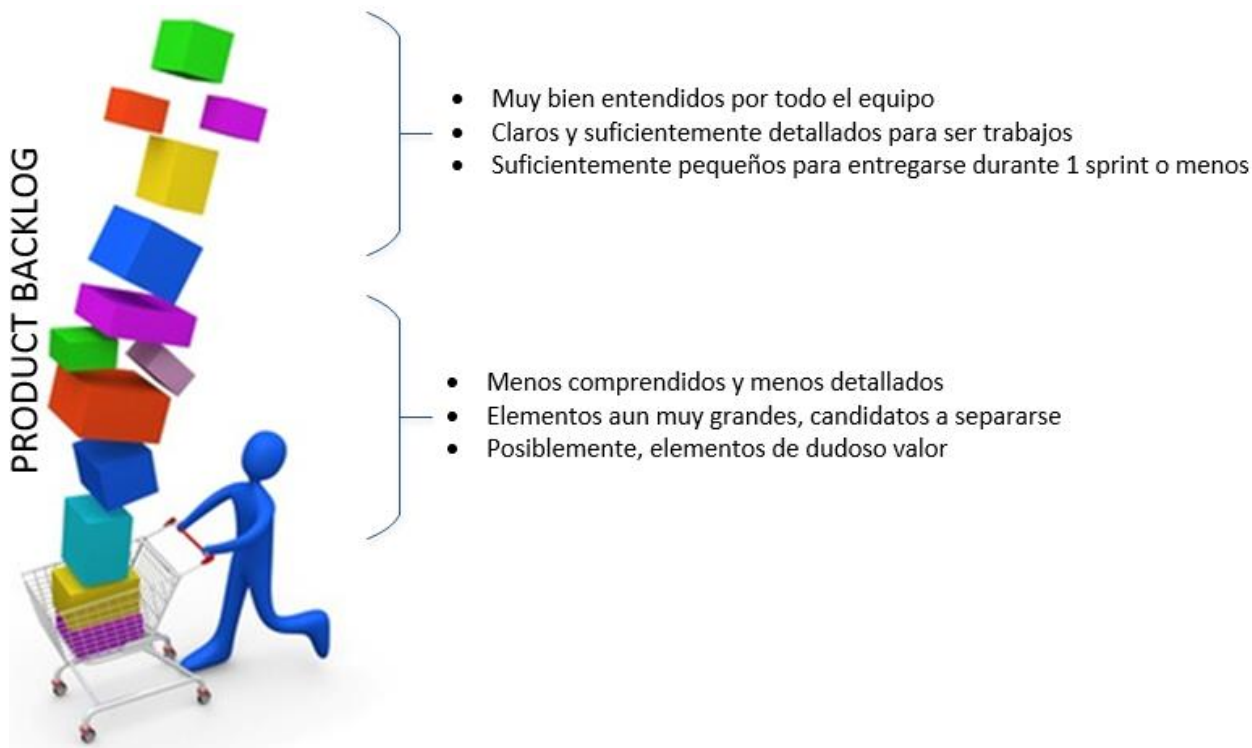 PRODUCT BACKLOG
• Muy bien entendidos por todo el equipo
• Claros y suficientemente detallados para ser trabajos
• Suficientemente pequeños para entregarse durante 1 sprint o menos
• Menos comprendidos y menos detallados
• Elementos aun muy grandes, candidatos a separarse
• Posiblemente, elementos de dudoso valor